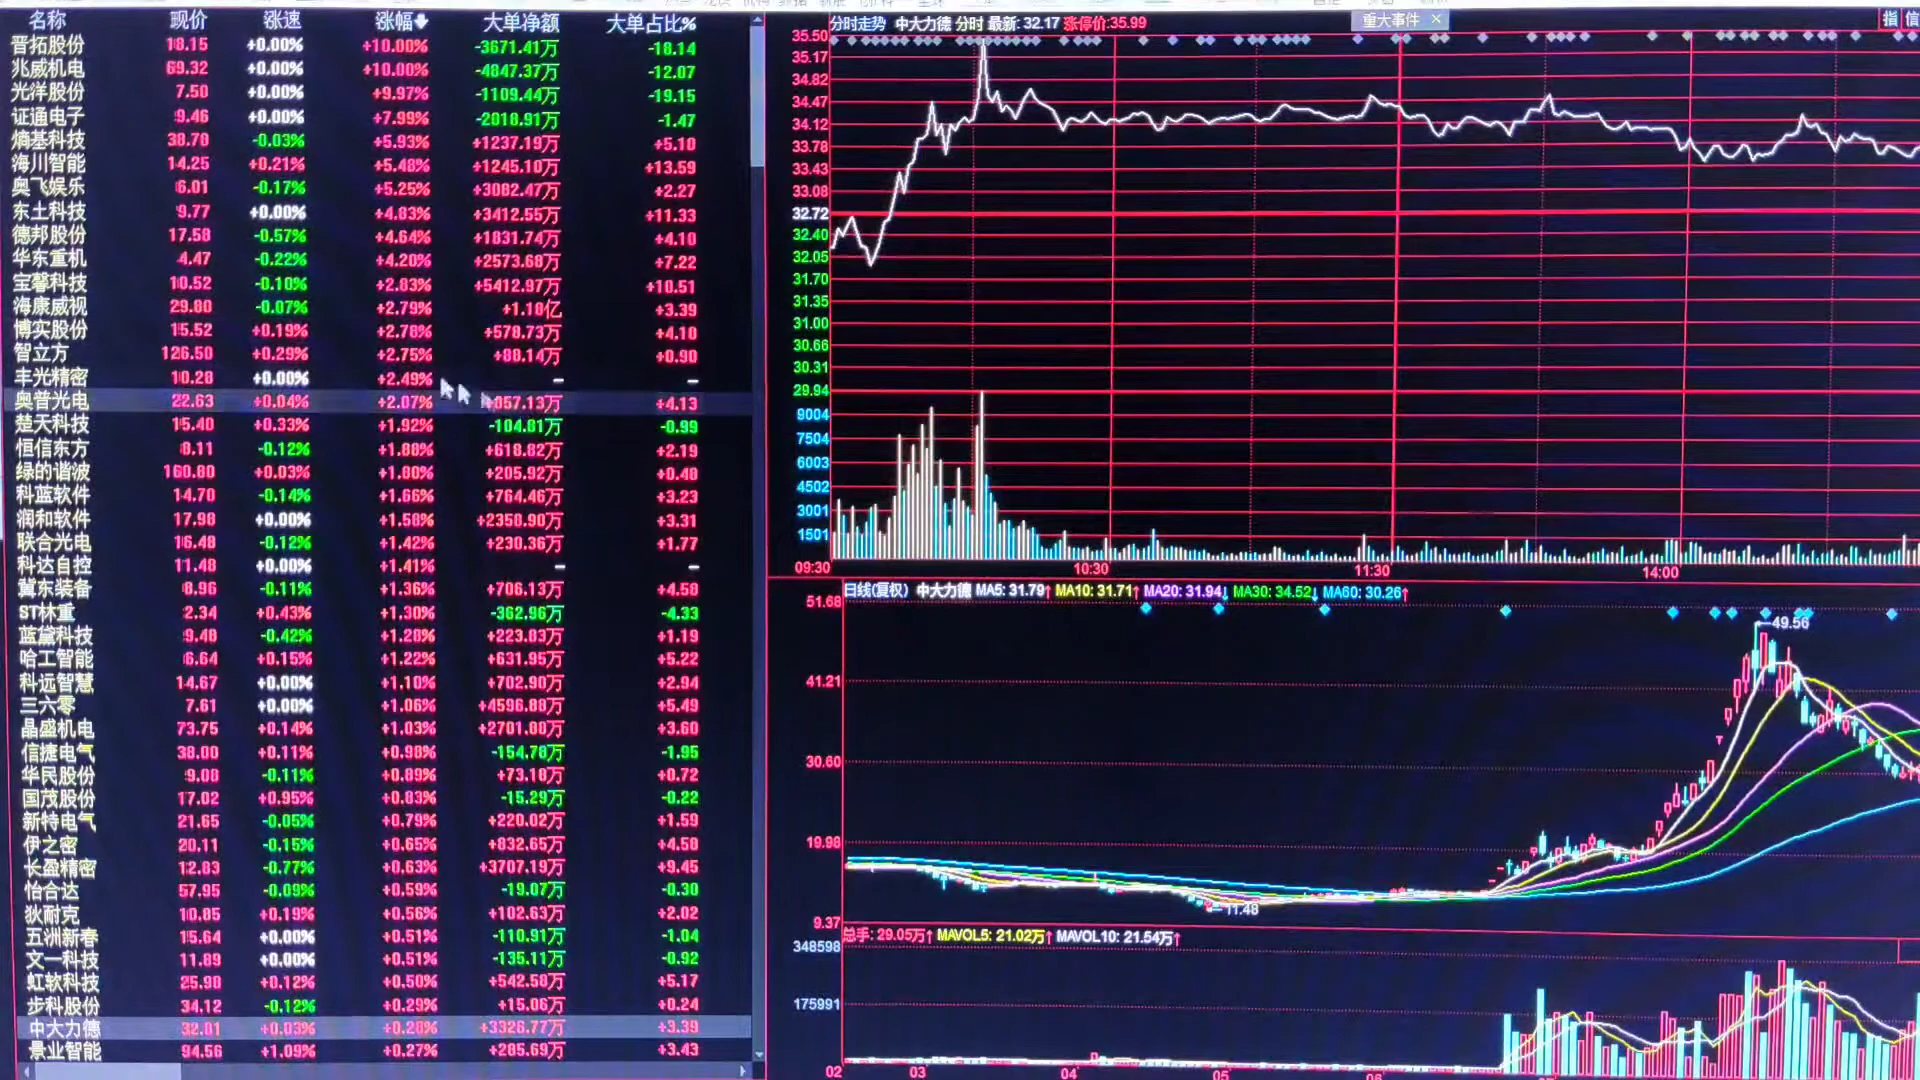 名称 现价 涨速 涨幅 大单净额 大单占比%
晋拓股份 18.15 +0.00% +10.00% -3671.41万 -18.14
兆威机电 69.32 +0.00% +10.00% -4847.37万 -12.07
光洋股份 7.50 +0.00% +9.97% -1109.44万 -19.15
证通电子 9.46 +0.00% +7.99% -2018.91万 -1.47
熵基科技 38.78 -0.03% +5.93% +1237.19万 +5.10
海川智能 14.25 +0.21% +5.48% +1245.10万 +13.59
奥飞娱乐 6.01 -0.17% +5.25% +3082.47万 +2.27
东土科技 9.77 +0.00% +4.83% +3412.55万 +11.33
德邦股份 17.58 -0.57% +4.64% +1831.74万 +4.10
华东重机 4.47 -0.22% +4.20% +2573.68万 +7.22
宝馨科技 10.52 -0.10% +2.83% +5412.97万 +10.51
海康威视 29.80 -0.07% +2.79% +1.18亿 +3.39
博实股份 15.52 +0.19% +2.78% +578.73万 +4.18
智立方 126.50 +0.29% +2.75% +88.14万 +0.90
丰光精密 10.28 +0.00% +2.49% — —
奥普光电 22.63 +0.04% +2.07% 057.13万 +4.13
楚天科技 15.40 +0.33% +1.92% -104.81万 -0.99
恒信东方 8.11 -0.12% +1.88% +618.82万 +2.19
绿的谐波 160.80 +0.03% +1.80% +205.92万 +0.48
科蓝软件 14.70 -0.14% +1.66% +764.46万 +3.23
润和软件 17.98 +0.00% +1.58% +2358.90万 +3.31
联合光电 16.48 -0.12% +1.42% +230.36万 +1.77
科达自控 11.48 +0.00% +1.41% — —
冀东装备 8.96 -0.11% +1.36% +706.13万 +4.58
ST林重 2.34 +0.43% +1.30% -362.96万 -4.33
蓝黛科技 9.48 -0.42% +1.28% +223.83万 +1.19
哈工智能 6.64 +0.15% +1.22% +631.95万 +5.22
科远智慧 14.67 +0.00% +1.10% +702.90万 +2.94
三六零 7.61 +0.00% +1.06% +4596.88万 +5.49
晶盛机电 73.75 +0.14% +1.03% +2701.00万 +3.60
信捷电气 38.00 +0.11% +0.98% -154.78万 -1.95
华民股份 9.08 -0.11% +0.89% +73.18万 +0.72
国茂股份 17.02 +0.95% +0.83% -15.29万 -0.22
新特电气 21.65 -0.05% +0.79% +220.02万 +1.59
伊之密 20.11 -0.15% +0.65% +832.65万 +4.58
长盈精密 12.83 -0.77% +0.63% +3707.19万 +9.45
怡合达 57.95 -0.09% +0.59% -19.07万 -0.30
狄耐克 10.85 +0.19% +0.56% +102.63万 +2.02
五洲新春 15.64 +0.00% +0.51% -110.91万 -1.04
文一科技 11.89 +0.00% +0.51% -135.11万 -0.92
虹软科技 25.98 +0.12% +0.50% +542.58万 +5.17
步科股份 34.12 -0.12% +0.29% +15.06万 +0.24
中大力德 32.81 +0.03% +0.28% +3326.77万 +3.39
景业智能 94.56 +1.09% +0.27% +285.69万 +3.43
分时走势 中大力德 分时 最新: 32.17 涨停价:35.99
重大事件 ×
指 信
35.50
35.17
34.82
34.47
34.12
33.78
33.43
33.08
32.72
32.40
32.05
31.70
31.35
31.00
30.66
30.31
29.94
9004
7504
6003
4502
3001
1501
09:30 10:30 11:30 14:00
日线(复权) 中大力德 MA5: 31.79↑ MA10: 31.71↑ MA20: 31.94↓ MA30: 34.52↓ MA60: 30.26↑
51.68
49.56
41.21
30.60
19.98
11.48
9.37
总手: 29.05万↑ MAVOL5: 21.02万↑ MAVOL10: 21.54万↑
348598
175991
02 03 04 05 06